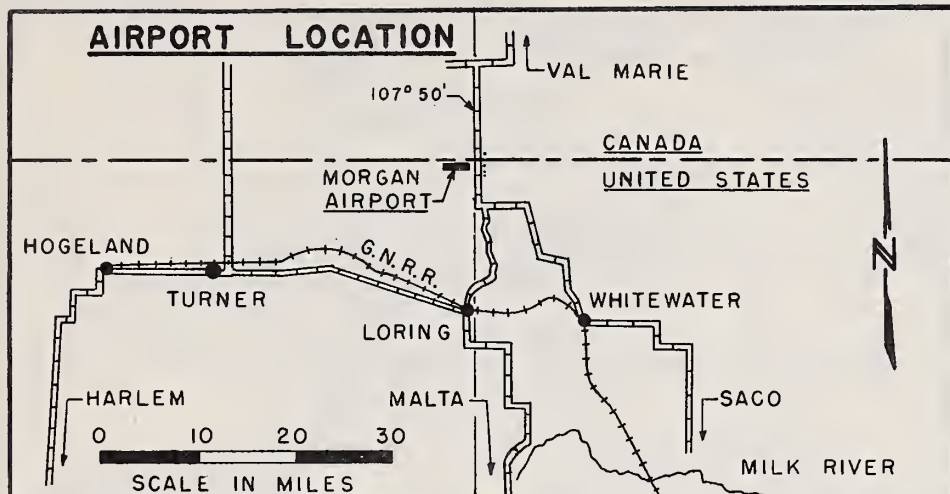 AIRPORT LOCATION
VAL MARIE
107° 50'
CANADA
UNITED STATES
MORGAN
AIRPORT
N
HOGELAND
G.N.R.R.
TURNER
WHITEWATER
LORING
HARLEM
MALTA
SACO
0 10 20 30
SCALE IN MILES
MILK RIVER